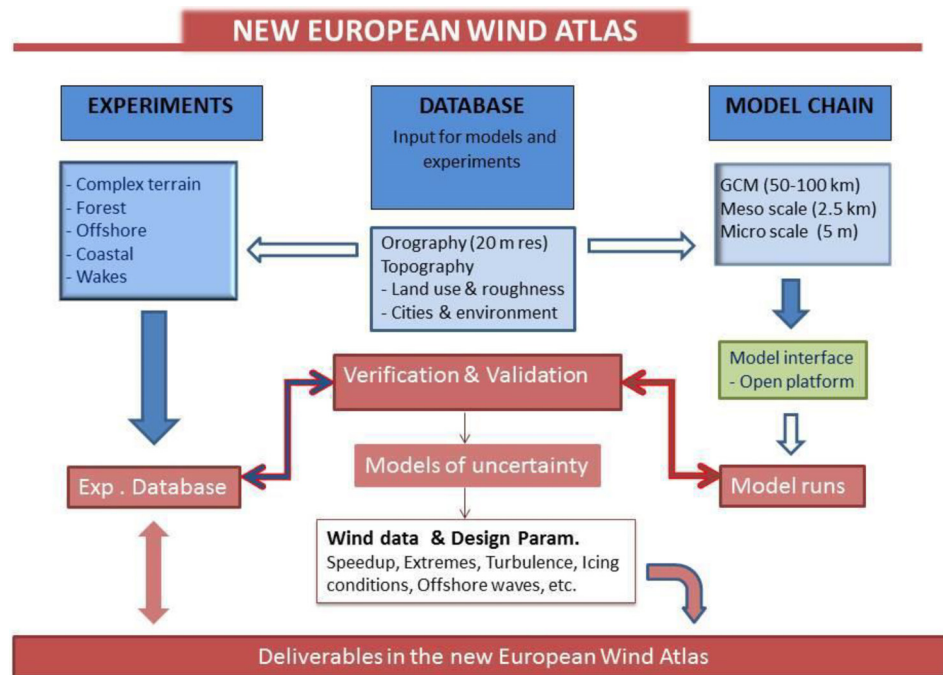 NEW EUROPEAN WIND ATLAS
EXPERIMENTS
- Complex terrain
- Forest
- Offshore
- Coastal
- Wakes
DATABASE
Input for models and
experiments
Orography (20 m res)
Topography
- Land use & roughness
- Cities & environment
MODEL CHAIN
GCM (50-100 km)
Meso scale (2.5 km)
Micro scale (5 m)
Model interface
- Open platform
Verification & Validation
Models of uncertainty
Exp . Database
Model runs
Wind data & Design Param.
Speedup, Extremes, Turbulence, Icing
conditions, Offshore waves, etc.
Deliverables in the new European Wind Atlas